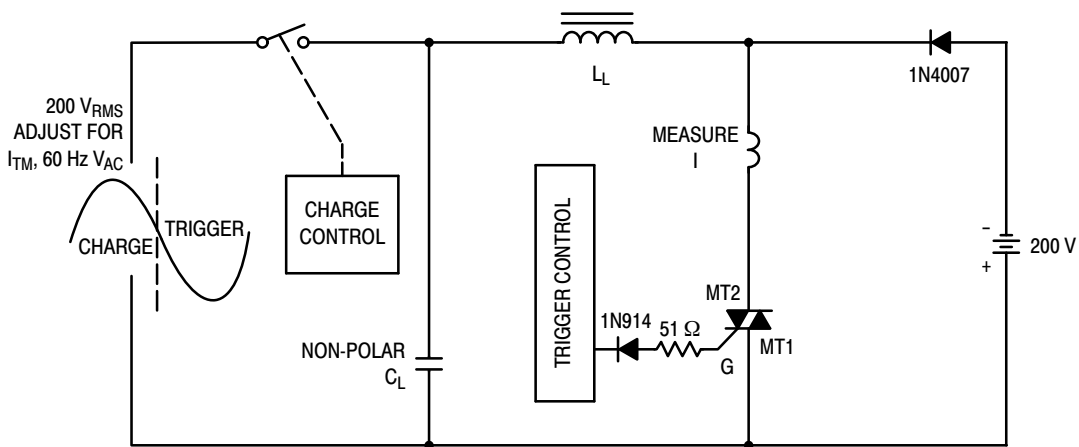 L_L
1N4007
200 V_RMS
ADJUST FOR
I_TM, 60 Hz V_AC
MEASURE
I
CHARGE
CONTROL
TRIGGER
CHARGE
TRIGGER CONTROL
-
+
200 V
MT2
1N914
51 Ω
MT1
G
NON-POLAR
C_L